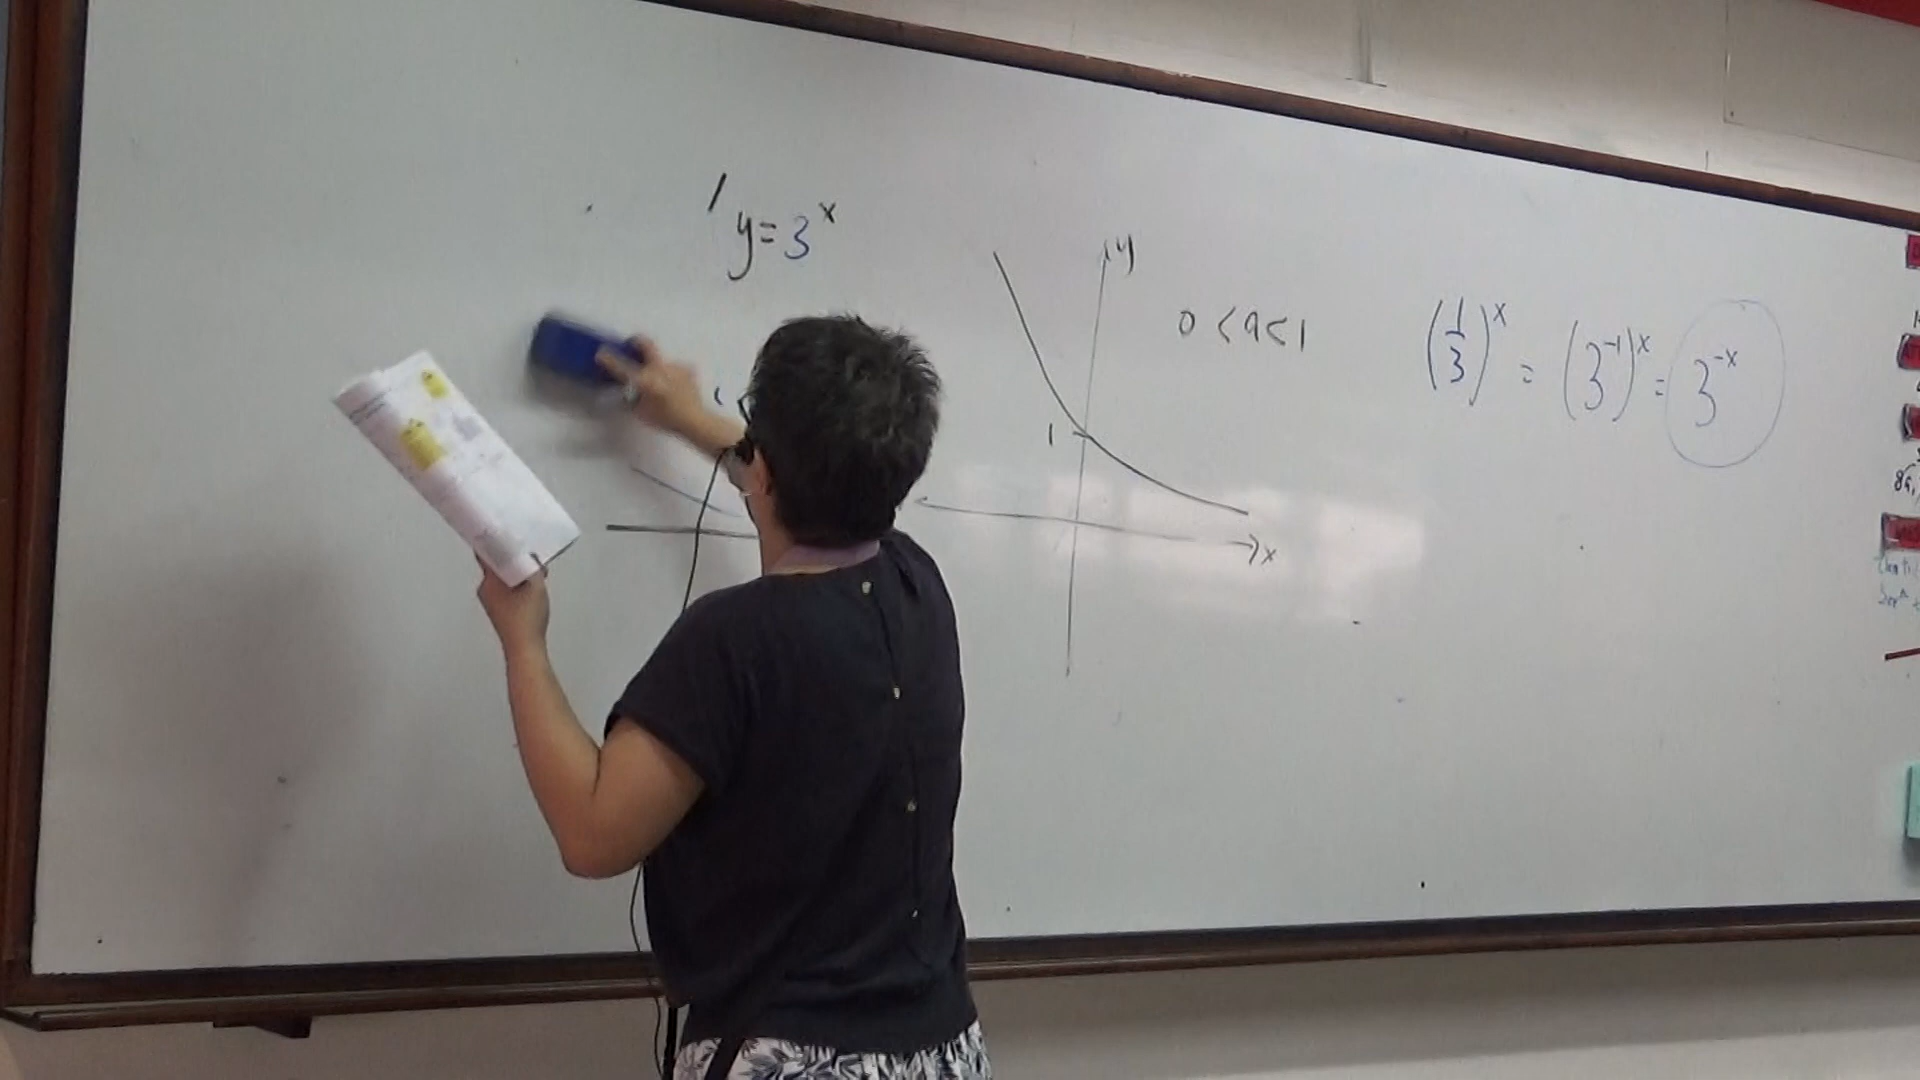 y = 3^x
y
0 < a < 1
(1/3)^x = (3^-1)^x = 3^-x
1
x